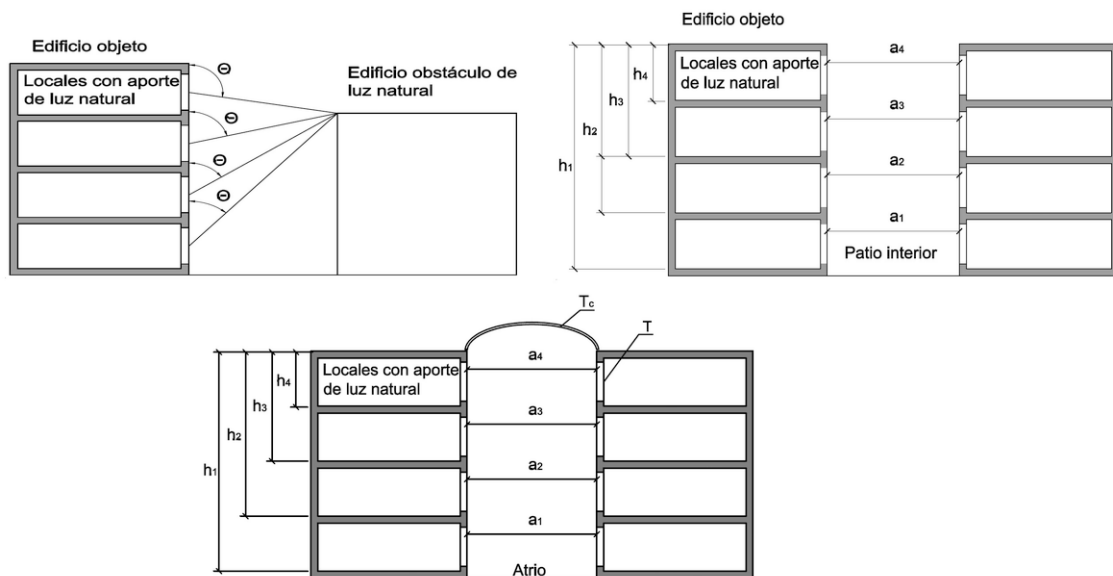 Edificio objeto
Locales con aporte
de luz natural
Θ
Θ
Θ
Θ
Edificio obstáculo de
luz natural
Edificio objeto
Locales con aporte
de luz natural
h4
h3
h2
h1
a4
a3
a2
a1
Patio interior
Tc
T
Locales con aporte
de luz natural
h4
h3
h2
h1
a4
a3
a2
a1
Atrio